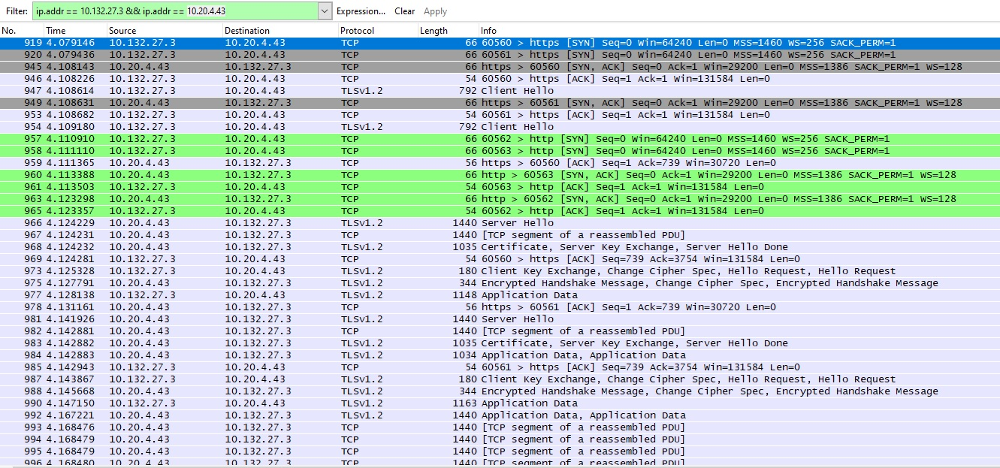 Filter: ip.addr == 10.132.27.3 && ip.addr == 10.20.4.43 Expression... Clear Apply
No. Time Source Destination Protocol Length Info
919 4.079146 10.132.27.3 10.20.4.43 TCP 66 60560 > https [SYN] Seq=0 Win=64240 Len=0 MSS=1460 WS=256 SACK_PERM=1
920 4.079436 10.132.27.3 10.20.4.43 TCP 66 60561 > https [SYN] Seq=0 Win=64240 Len=0 MSS=1460 WS=256 SACK_PERM=1
945 4.108143 10.20.4.43 10.132.27.3 TCP 66 https > 60560 [SYN, ACK] Seq=0 Ack=1 Win=29200 Len=0 MSS=1386 SACK_PERM=1 WS=128
946 4.108226 10.132.27.3 10.20.4.43 TCP 54 60560 > https [ACK] Seq=1 Ack=1 Win=131584 Len=0
947 4.108614 10.132.27.3 10.20.4.43 TLSv1.2 792 Client Hello
949 4.108631 10.20.4.43 10.132.27.3 TCP 66 https > 60561 [SYN, ACK] Seq=0 Ack=1 Win=29200 Len=0 MSS=1386 SACK_PERM=1 WS=128
953 4.108682 10.132.27.3 10.20.4.43 TCP 54 60561 > https [ACK] Seq=1 Ack=1 Win=131584 Len=0
954 4.109180 10.132.27.3 10.20.4.43 TLSv1.2 792 Client Hello
957 4.110910 10.132.27.3 10.20.4.43 TCP 66 60562 > http [SYN] Seq=0 Win=64240 Len=0 MSS=1460 WS=256 SACK_PERM=1
958 4.111110 10.132.27.3 10.20.4.43 TCP 66 60563 > http [SYN] Seq=0 Win=64240 Len=0 MSS=1460 WS=256 SACK_PERM=1
959 4.111365 10.20.4.43 10.132.27.3 TCP 56 https > 60560 [ACK] Seq=1 Ack=739 Win=30720 Len=0
960 4.113388 10.20.4.43 10.132.27.3 TCP 66 http > 60563 [SYN, ACK] Seq=0 Ack=1 Win=29200 Len=0 MSS=1386 SACK_PERM=1 WS=128
961 4.113503 10.132.27.3 10.20.4.43 TCP 54 60563 > http [ACK] Seq=1 Ack=1 Win=131584 Len=0
963 4.123298 10.20.4.43 10.132.27.3 TCP 66 http > 60562 [SYN, ACK] Seq=0 Ack=1 Win=29200 Len=0 MSS=1386 SACK_PERM=1 WS=128
965 4.123357 10.132.27.3 10.20.4.43 TCP 54 60562 > http [ACK] Seq=1 Ack=1 Win=131584 Len=0
966 4.124229 10.20.4.43 10.132.27.3 TLSv1.2 1440 Server Hello
967 4.124231 10.20.4.43 10.132.27.3 TCP 1440 [TCP segment of a reassembled PDU]
968 4.124232 10.20.4.43 10.132.27.3 TLSv1.2 1035 Certificate, Server Key Exchange, Server Hello Done
969 4.124281 10.132.27.3 10.20.4.43 TCP 54 60560 > https [ACK] Seq=739 Ack=3754 Win=131584 Len=0
973 4.125328 10.132.27.3 10.20.4.43 TLSv1.2 180 Client Key Exchange, Change Cipher Spec, Hello Request, Hello Request
975 4.127791 10.20.4.43 10.132.27.3 TLSv1.2 344 Encrypted Handshake Message, Change Cipher Spec, Encrypted Handshake Message
977 4.128138 10.132.27.3 10.20.4.43 TLSv1.2 1148 Application Data
978 4.131161 10.20.4.43 10.132.27.3 TCP 56 https > 60561 [ACK] Seq=1 Ack=739 Win=30720 Len=0
981 4.141926 10.20.4.43 10.132.27.3 TLSv1.2 1440 Server Hello
982 4.142881 10.20.4.43 10.132.27.3 TCP 1440 [TCP segment of a reassembled PDU]
983 4.142882 10.20.4.43 10.132.27.3 TLSv1.2 1035 Certificate, Server Key Exchange, Server Hello Done
984 4.142883 10.20.4.43 10.132.27.3 TLSv1.2 1034 Application Data, Application Data
985 4.142943 10.132.27.3 10.20.4.43 TCP 54 60561 > https [ACK] Seq=739 Ack=3754 Win=131584 Len=0
987 4.143867 10.132.27.3 10.20.4.43 TLSv1.2 180 Client Key Exchange, Change Cipher Spec, Hello Request, Hello Request
988 4.145668 10.20.4.43 10.132.27.3 TLSv1.2 344 Encrypted Handshake Message, Change Cipher Spec, Encrypted Handshake Message
990 4.147150 10.132.27.3 10.20.4.43 TLSv1.2 1163 Application Data
992 4.167221 10.20.4.43 10.132.27.3 TLSv1.2 1440 Application Data, Application Data
993 4.168476 10.20.4.43 10.132.27.3 TCP 1440 [TCP segment of a reassembled PDU]
994 4.168479 10.20.4.43 10.132.27.3 TCP 1440 [TCP segment of a reassembled PDU]
995 4.168479 10.20.4.43 10.132.27.3 TCP 1440 [TCP segment of a reassembled PDU]
996 4.168480 10.20.4.43 10.132.27.3 TCP 1440 [TCP segment of a reassembled PDU]